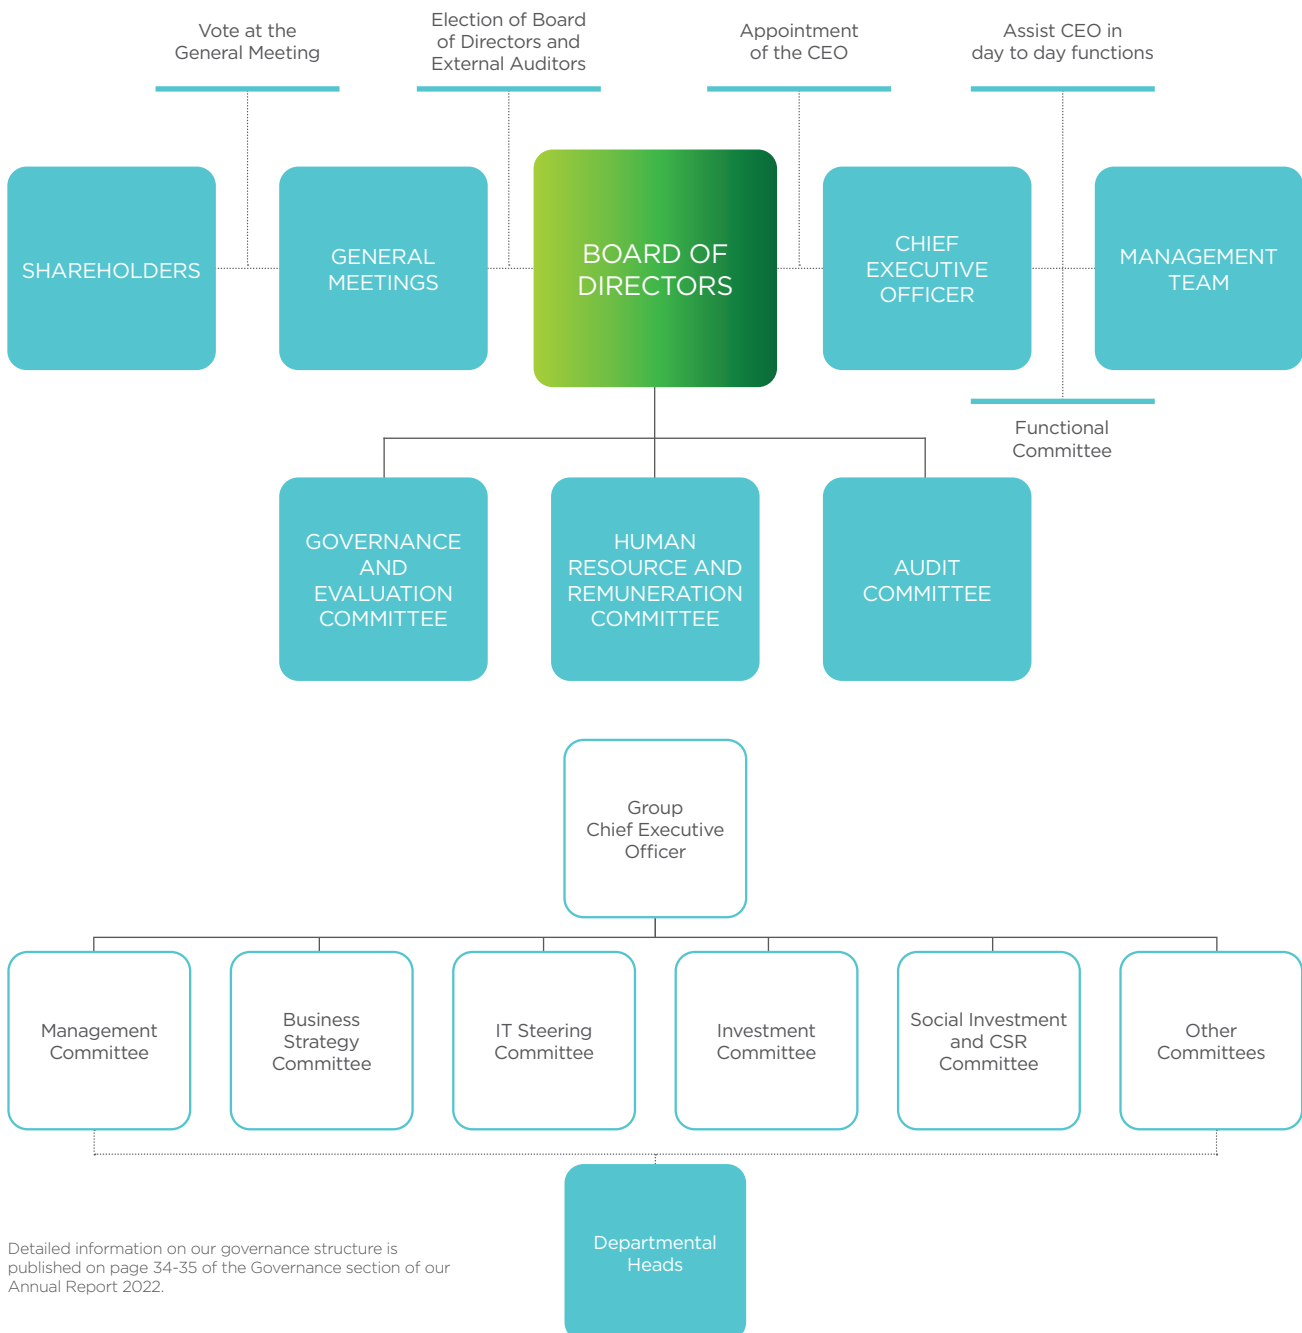 Vote at the
General Meeting
Election of Board
of Directors and
External Auditors
Appointment
of the CEO
Assist CEO in
day to day functions
SHAREHOLDERS
GENERAL
MEETINGS
BOARD OF
DIRECTORS
CHIEF
EXECUTIVE
OFFICER
MANAGEMENT
TEAM
Functional
Committee
GOVERNANCE
AND
EVALUATION
COMMITTEE
HUMAN
RESOURCE AND
REMUNERATION
COMMITTEE
AUDIT
COMMITTEE
Group
Chief Executive
Officer
Management
Committee
Business
Strategy
Committee
IT Steering
Committee
Investment
Committee
Social Investment
and CSR
Committee
Other
Committees
Departmental
Heads
Detailed information on our governance structure is
published on page 34-35 of the Governance section of our
Annual Report 2022.